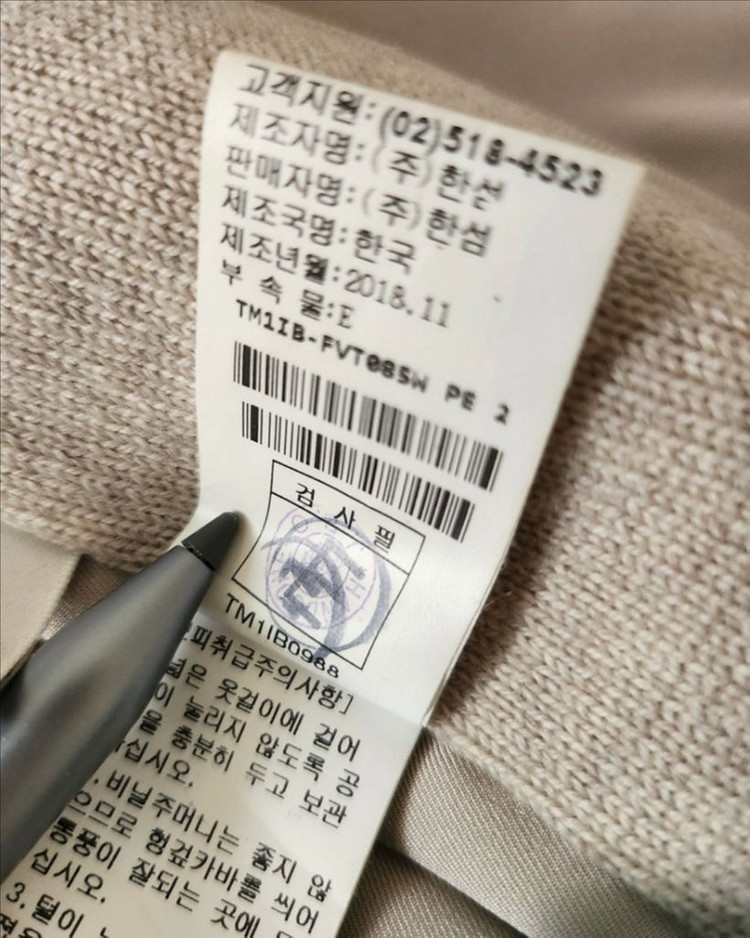 고객지원:(02)518-4523
제조자명:(주)한섬
판매자명:(주)한섬
제조국명:한국
제조년월:2018.11
부 속 물:E
TM1IB-FVT085W PE 2
검 사 필
TM1IB0988
피취급주의사항]
은 옷걸이에 걸어
이 눌리지 않도록 공
을 충분히 두고 보관
십시오.
비닐주머니는 좋지 않
으므로 헝겊카바를 씌어
통풍이 잘되는 곳에
십시오.
3. 털이